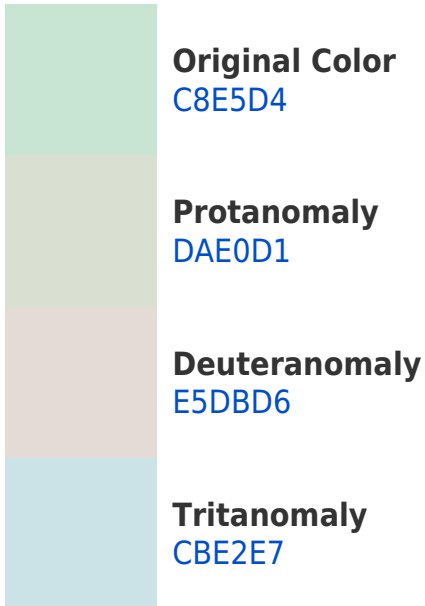 Original Color
C8E5D4
Protanomaly
DAE0D1
Deuteranomaly
E5DBD6
Tritanomaly
CBE2E7